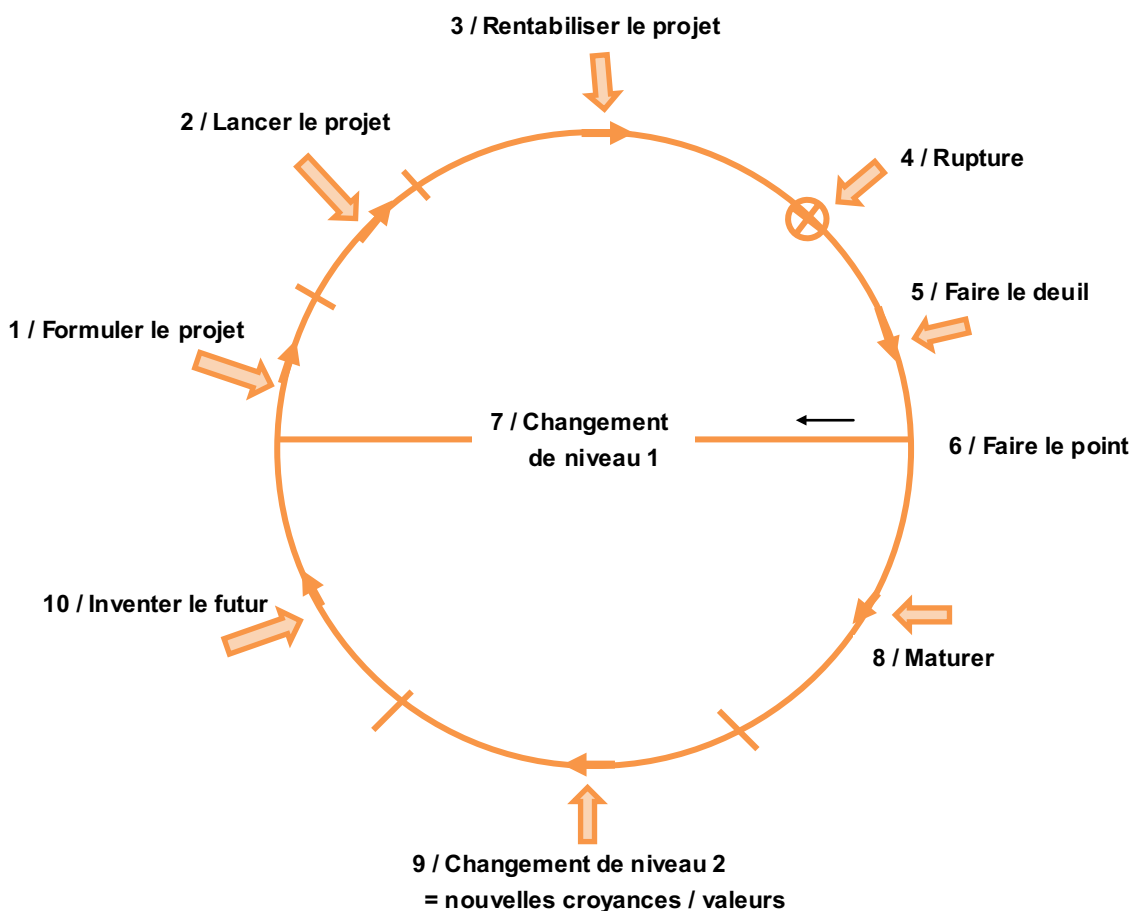 3 / Rentabiliser le projet
2 / Lancer le projet
4 / Rupture
5 / Faire le deuil
1 / Formuler le projet
7 / Changement
de niveau 1
6 / Faire le point
10 / Inventer le futur
8 / Maturer
9 / Changement de niveau 2
= nouvelles croyances / valeurs